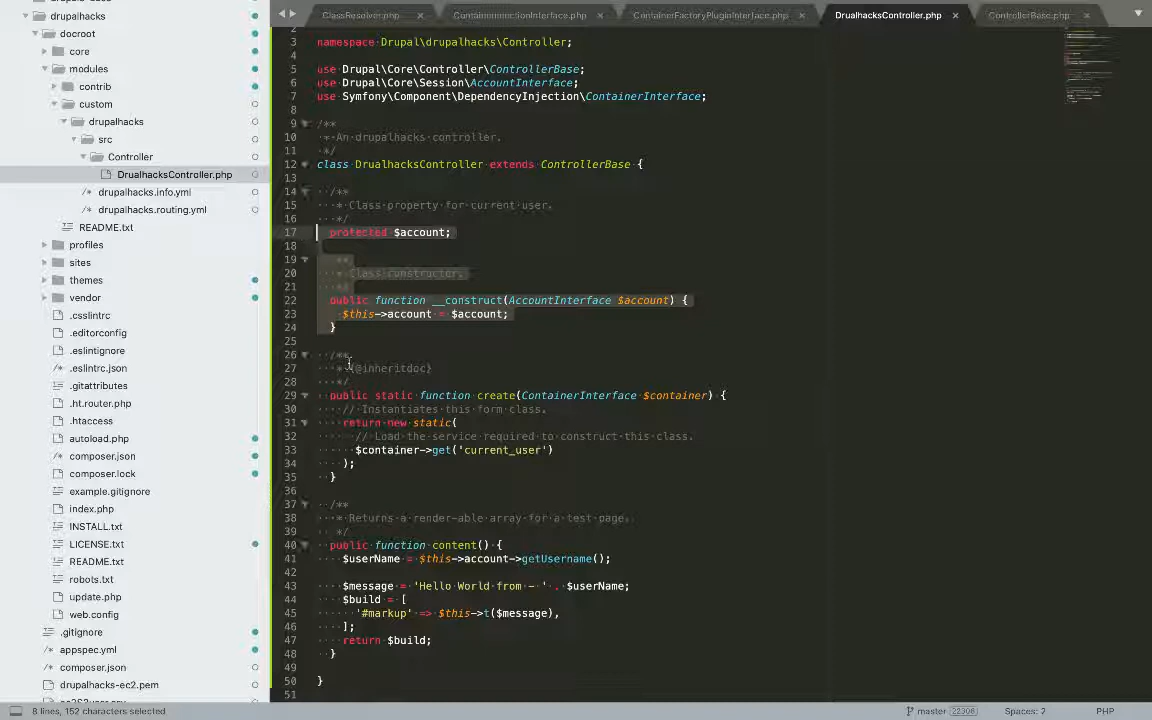 drupalhacks
docroot
core
modules
contrib
custom
drupalhacks
src
Controller
DrualhacksController.php
drupalhacks.info.yml
drupalhacks.routing.yml
README.txt
profiles
sites
themes
vendor
.csslintrc
.editorconfig
.eslintignore
.eslintrc.json
.gitattributes
.ht.router.php
.htaccess
autoload.php
composer.json
composer.lock
example.gitignore
index.php
INSTALL.txt
LICENSE.txt
README.txt
robots.txt
update.php
web.config
.gitignore
appspec.yml
composer.json
drupalhacks-ec2.pem
ClassResolver.php
ContainerFactoryPluginInterface.php
DrualhacksController.php
ControllerBase.php
2
3 namespace Drupal\drupalhacks\Controller;
4
5 use Drupal\Core\Controller\ControllerBase;
6 use Drupal\Core\Session\AccountInterface;
7 use Symfony\Component\DependencyInjection\ContainerInterface;
8
9 /**
10 * An drupalhacks controller.
11 */
12 class DrualhacksController extends ControllerBase {
13
14 /**
15 * Class property for current user.
16 */
17 protected $account;
18
19 **
20 * Class constructer.
21 */
22 public function __construct(AccountInterface $account) {
23 $this->account = $account;
24 }
25
26 /**
27 * {@inheritdoc}
28 */
29 public static function create(ContainerInterface $container) {
30 // Instantiates this form class.
31 return new static(
32 // Load the service required to construct this class.
33 $container->get('current_user')
34 );
35 }
36
37 /**
38 * Returns a render-able array for a test page.
39 */
40 public function content() {
41 $userName = $this->account->getUsername();
42
43 $message = 'Hello World from - ' . $userName;
44 $build = [
45 '#markup' => $this->t($message),
46 ];
47 return $build;
48 }
49
50 }
51
8 lines, 152 characters selected
master 22306
Spaces: 2
PHP